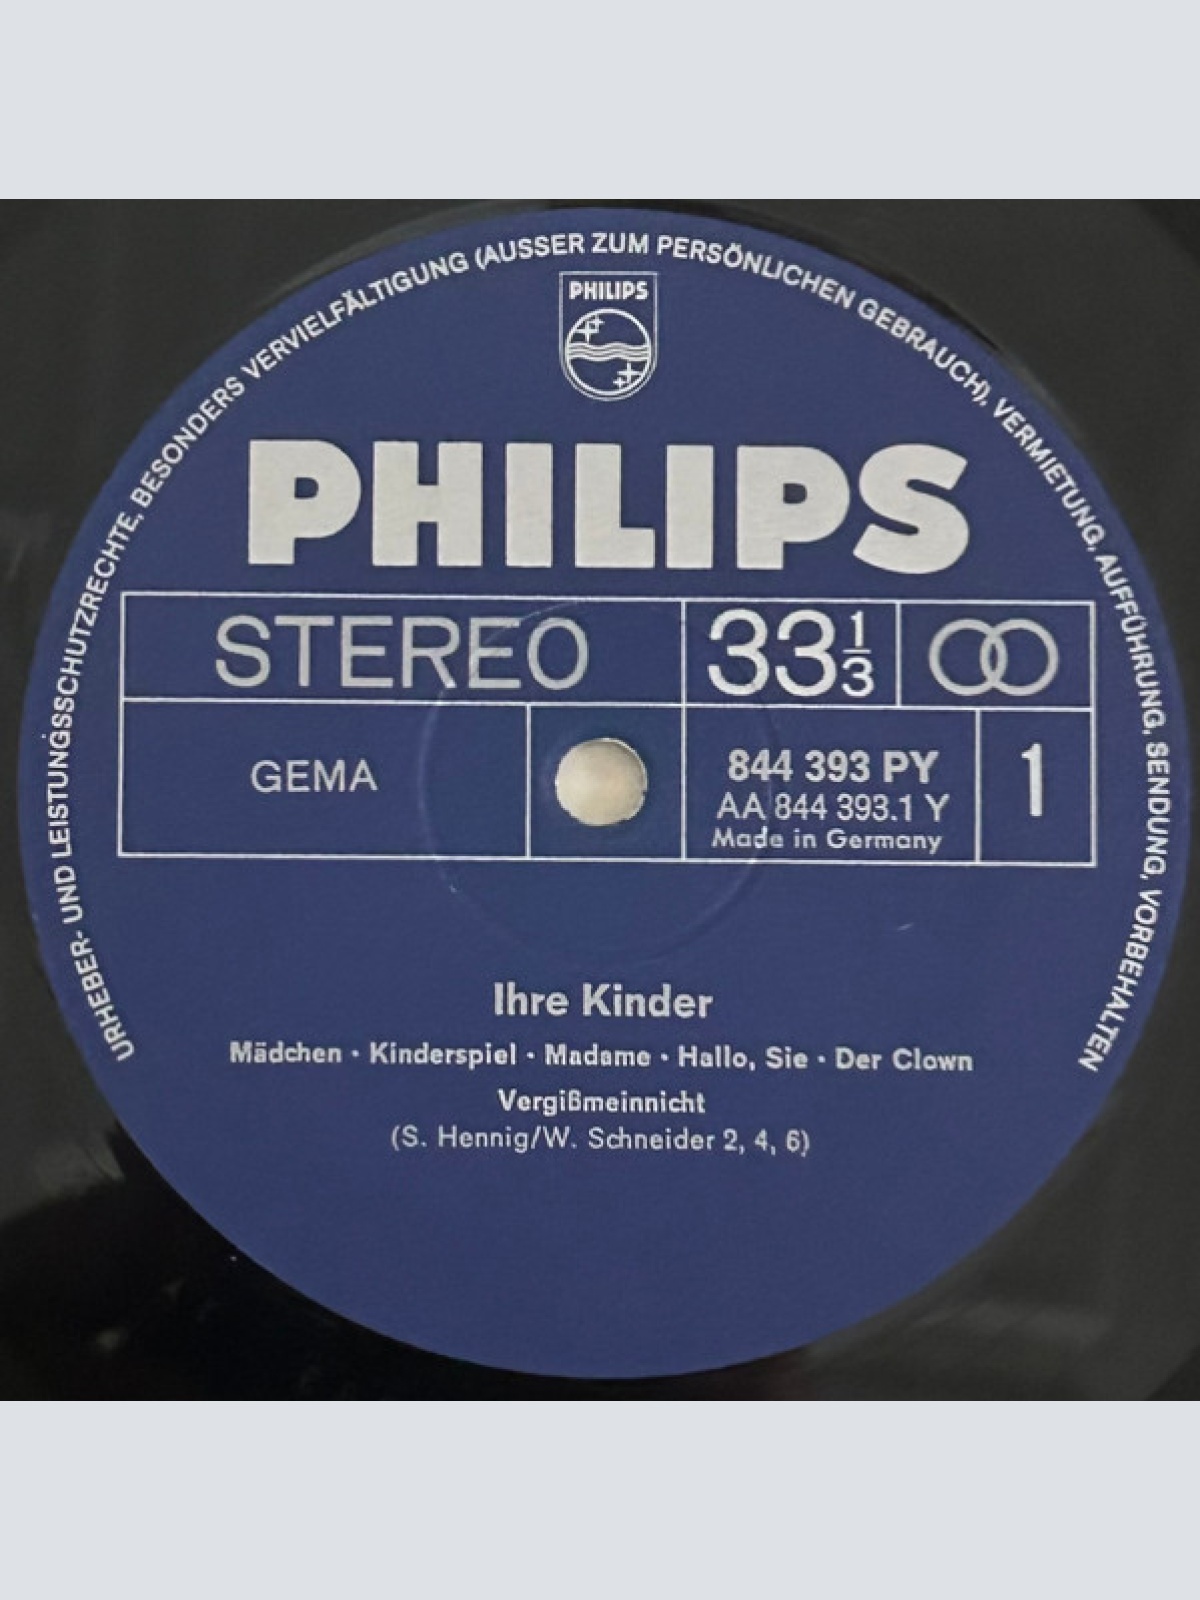 URHEBER- UND LEISTUNGSSCHUTZRECHTE, BESONDERS VERVIELFÄLTIGUNG (AUSSER ZUM PERSÖNLICHEN GEBRAUCH), VERMIETUNG, AUFFÜHRUNG, SENDUNG, VORBEHALTEN
PHILIPS
PHILIPS
STEREO 33 1/3
GEMA
844 393 PY
AA 844 393.1 Y
Made in Germany
1
Ihre Kinder
Mädchen · Kinderspiel · Madame · Hallo, Sie · Der Clown
Vergißmeinnicht
(S. Hennig/W. Schneider 2, 4, 6)